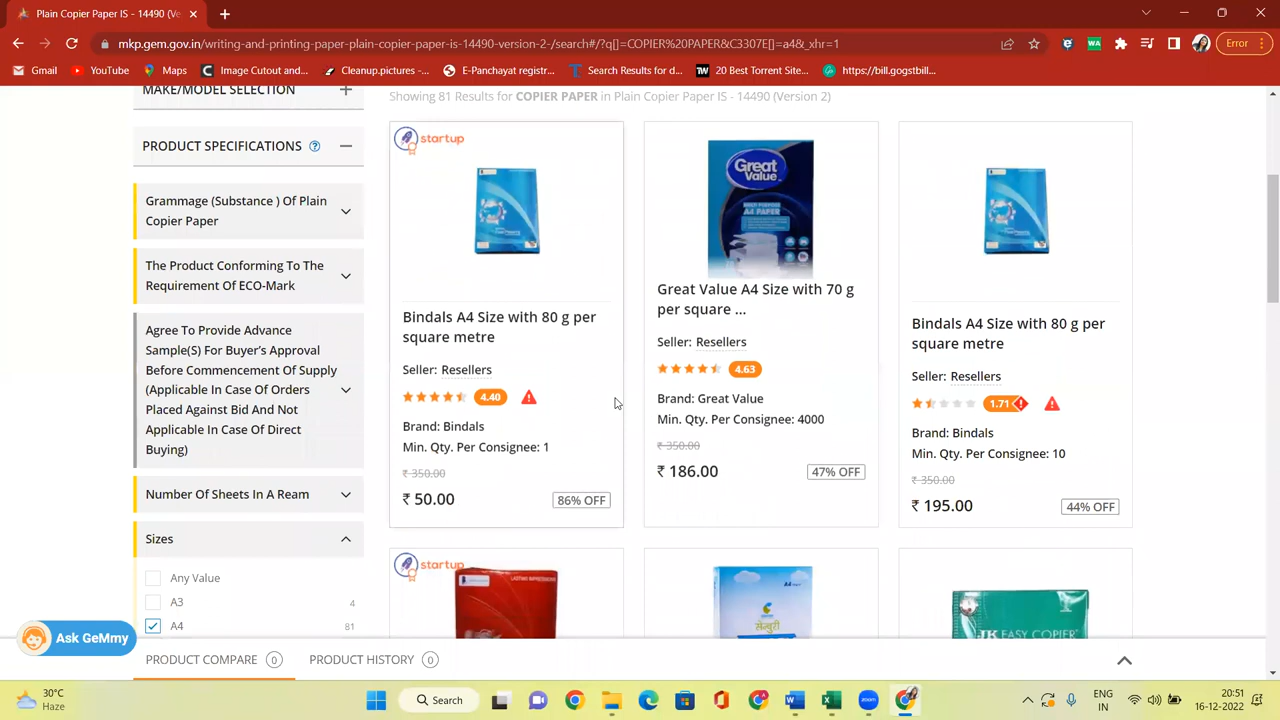 Plain Copier Paper IS - 14490 (Ve
mkp.gem.gov.in/writing-and-printing-paper-plain-copier-paper-is-14490-version-2-/search#/?q[]=COPIER%20PAPER&C3307E[]=a4&_xhr=1
Error
Gmail
YouTube
Maps
Image Cutout and...
Cleanup.pictures -...
E-Panchayat registr...
Search Results for d...
20 Best Torrent Site...
https://bill.gogstbill...
MAKE/MODEL SELECTION
Showing 81 Results for COPIER PAPER in Plain Copier Paper IS - 14490 (Version 2)
PRODUCT SPECIFICATIONS
Grammage (Substance ) Of Plain
Copier Paper
The Product Conforming To The
Requirement Of ECO-Mark
Agree To Provide Advance
Sample(S) For Buyer's Approval
Before Commencement Of Supply
(Applicable In Case Of Orders
Placed Against Bid And Not
Applicable In Case Of Direct
Buying)
Number Of Sheets In A Ream
Sizes
Any Value
A3 4
A4 81
startup
Bindals A4 Size with 80 g per
square metre
Seller: Resellers
4.40
Brand: Bindals
Min. Qty. Per Consignee: 1
₹ 350.00
₹ 50.00 86% OFF
Great
Value
MULTI PURPOSE
A4 PAPER
Great Value A4 Size with 70 g
per square ...
Seller: Resellers
4.63
Brand: Great Value
Min. Qty. Per Consignee: 4000
₹ 350.00
₹ 186.00 47% OFF
Bindals A4 Size with 80 g per
square metre
Seller: Resellers
1.71
Brand: Bindals
Min. Qty. Per Consignee: 10
₹ 350.00
₹ 195.00 44% OFF
startup
LASTING IMPRESSIONS
सेन्चुरी
JK EASY COPIER
Ask GeMmy
PRODUCT COMPARE 0
PRODUCT HISTORY 0
30°C
Haze
Search
ENG
IN
20:51
16-12-2022